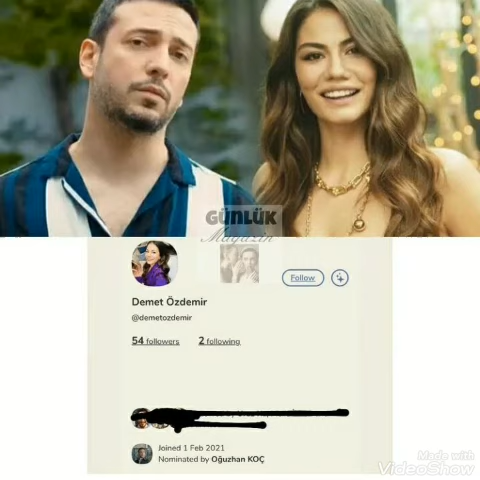 GÜNLÜK
Magazin
Follow
Demet Özdemir
@demetozdemir
54 followers 2 following
Joined 1 Feb 2021
Nominated by Oğuzhan KOÇ
Made with
VideoShow